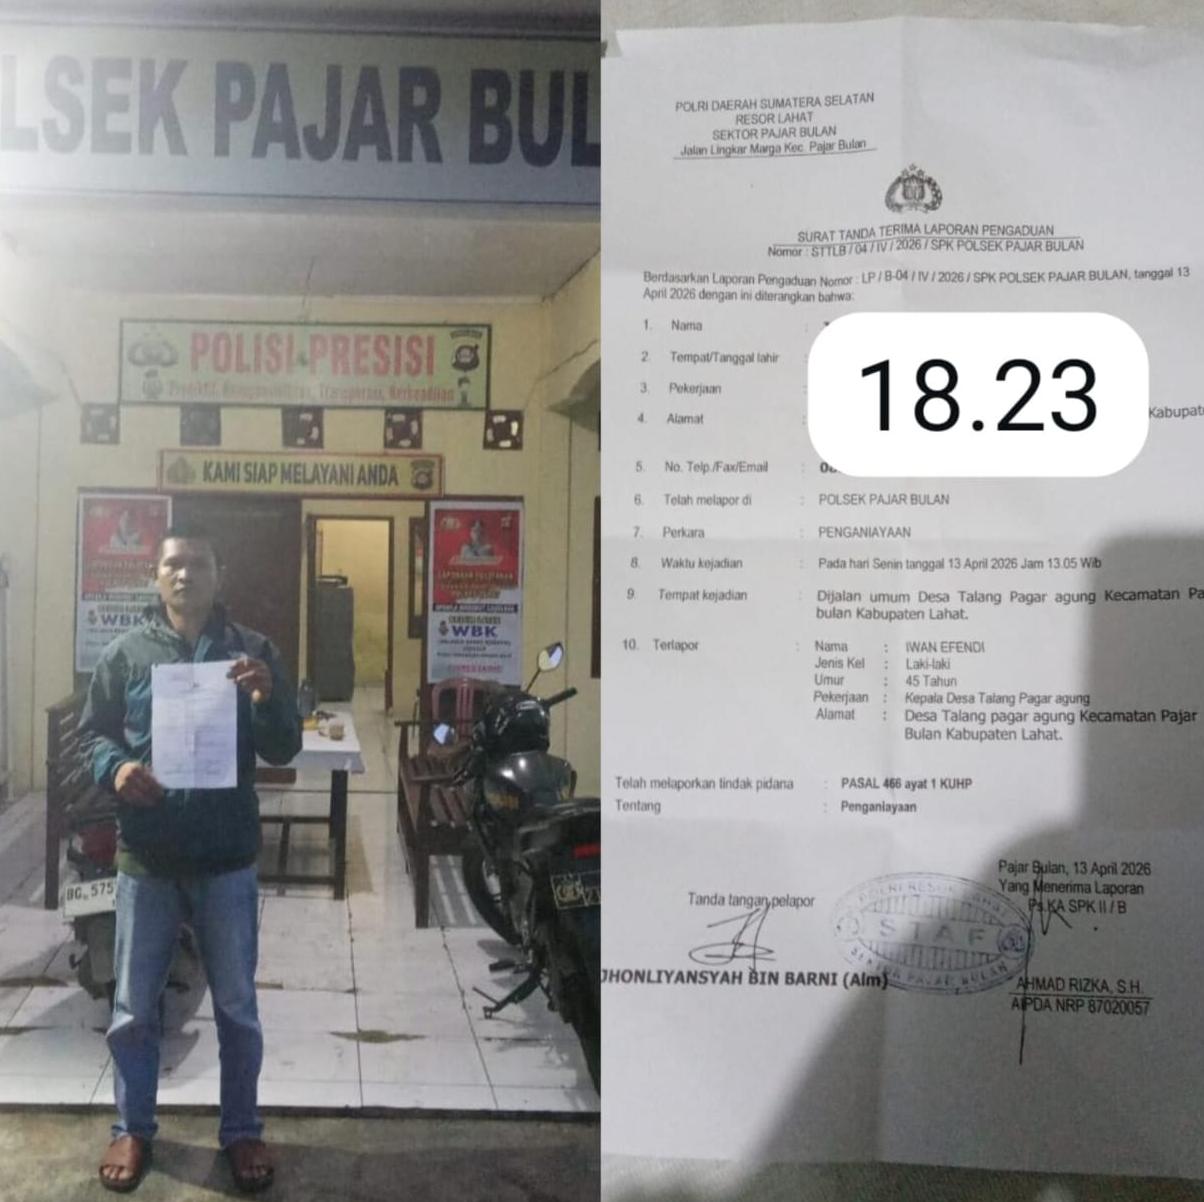 LSEK PAJAR BUL
POLISI PRESISI
Prediktif, Responsibilitas, Transparansi, Berkeadilan
KAMI SIAP MELAYANI ANDA
WBK
WBK
BG 575
POLRI DAERAH SUMATERA SELATAN
RESOR LAHAT
SEKTOR PAJAR BULAN
Jalan Lingkar Marga Kec. Pajar Bulan
SURAT TANDA TERIMA LAPORAN PENGADUAN
Nomor : STTLB / 04 / IV / 2026 / SPK POLSEK PAJAR BULAN
Berdasarkan Laporan Pengaduan Nomor : LP / B-04 / IV / 2026 / SPK POLSEK PAJAR BULAN, tanggal 13
April 2026 dengan ini diterangkan bahwa:
1. Nama :
2. Tempat/Tanggal lahir :
3. Pekerjaan :
4. Alamat : Kabupat
18.23
5. No. Telp./Fax/Email : 0
6. Telah melapor di : POLSEK PAJAR BULAN
7. Perkara : PENGANIAYAAN
8. Waktu kejadian : Pada hari Senin tanggal 13 April 2026 Jam 13.05 Wib
9. Tempat kejadian : Dijalan umum Desa Talang Pagar agung Kecamatan Pa
bulan Kabupaten Lahat.
10. Terlapor : Nama : IWAN EFENDI
Jenis Kel : Laki-laki
Umur : 45 Tahun
Pekerjaan : Kepala Desa Talang Pagar agung
Alamat : Desa Talang pagar agung Kecamatan Pajar
Bulan Kabupaten Lahat.
Telah melaporkan tindak pidana : PASAL 466 ayat 1 KUHP
Tentang : Penganiayaan
Pajar Bulan, 13 April 2026
Tanda tangan pelapor Yang Menerima Laporan
Ps.KA SPK II / B
STAF
JHONLIYANSYAH BIN BARNI (Alm)
AHMAD RIZKA, S.H.
AIPDA NRP 87020057